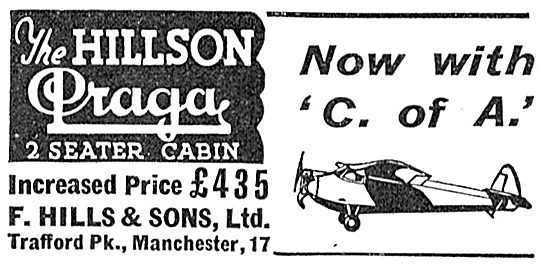 The HILLSON
Praga
2 SEATER CABIN
Increased Price £435
F. HILLS & SONS, Ltd.
Trafford Pk., Manchester, 17
Now with
‘C. of A.’